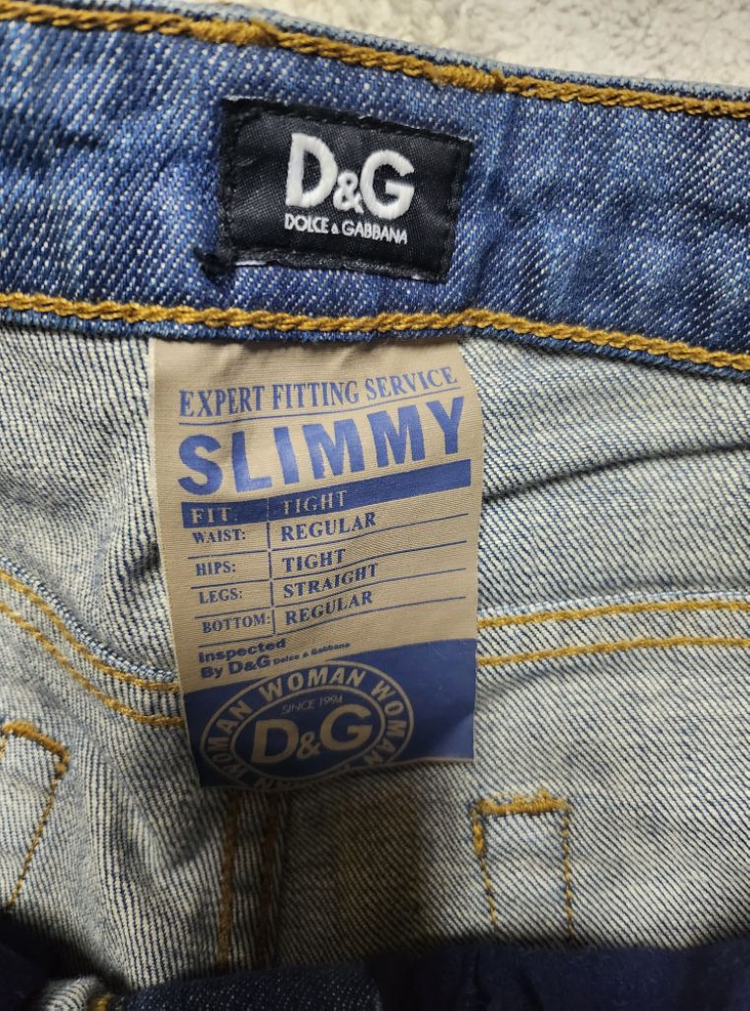 D&G
DOLCE & GABBANA
EXPERT FITTING SERVICE
SLIMMY
FIT: TIGHT
WAIST: REGULAR
HIPS: TIGHT
LEGS: STRAIGHT
BOTTOM: REGULAR
Inspected
By D&G Dolce & Gabbana
WOMAN WOMAN WOMAN WOMAN
SINCE 1994
D&G